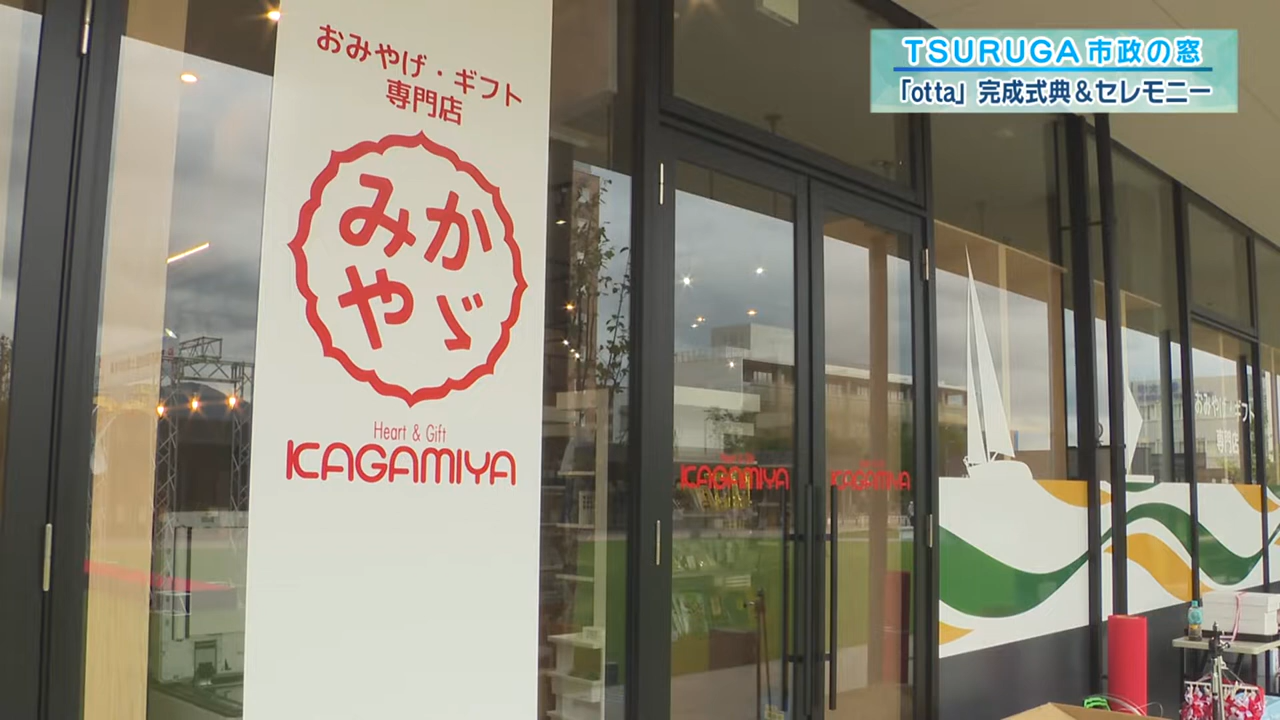 TSURUGA市政の窓
「otta」完成式典&セレモニー
おみやげ・ギフト
専門店
かゞ
みや
Heart & Gift
KAGAMIYA
KAGAMIYA
KAGAMIYA
おみやげ・ギフト
専門店